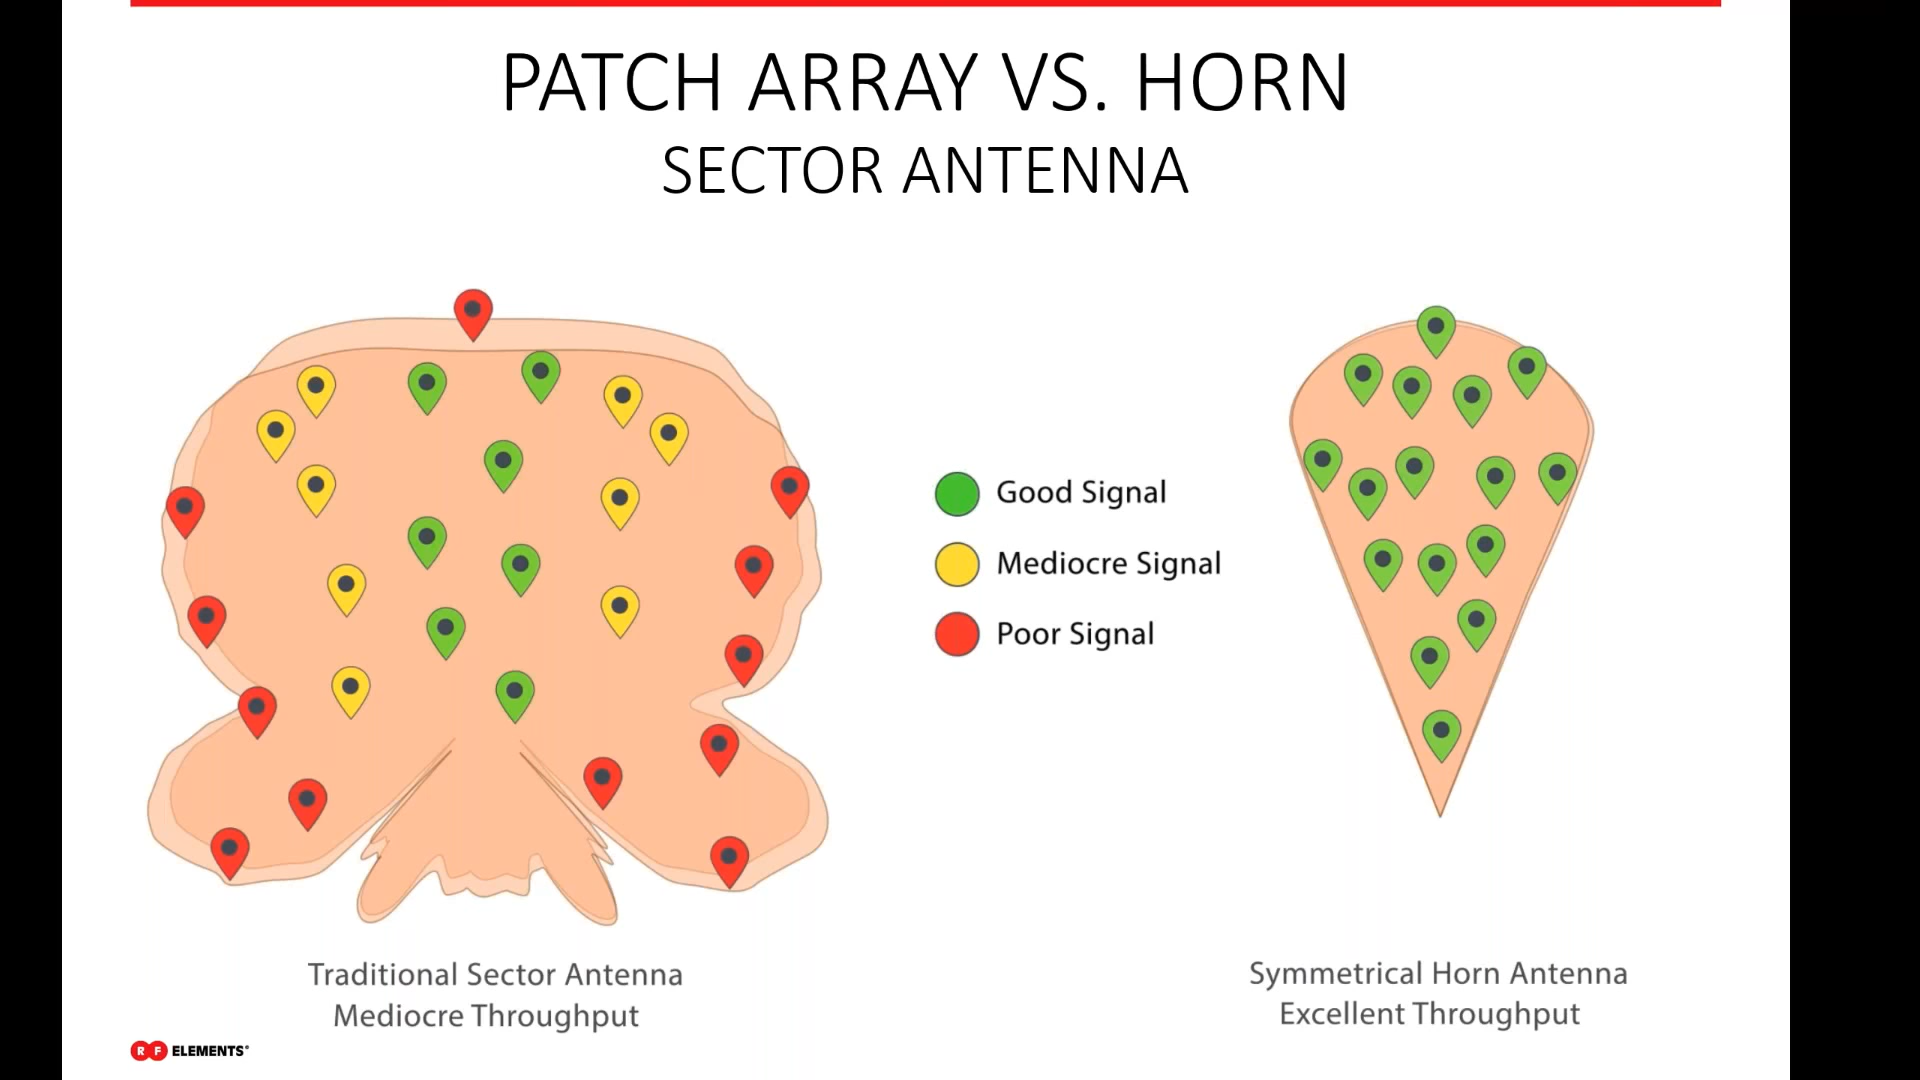 PATCH ARRAY VS. HORN
SECTOR ANTENNA
Good Signal
Mediocre Signal
Poor Signal
Traditional Sector Antenna
Mediocre Throughput
Symmetrical Horn Antenna
Excellent Throughput
RF ELEMENTS®